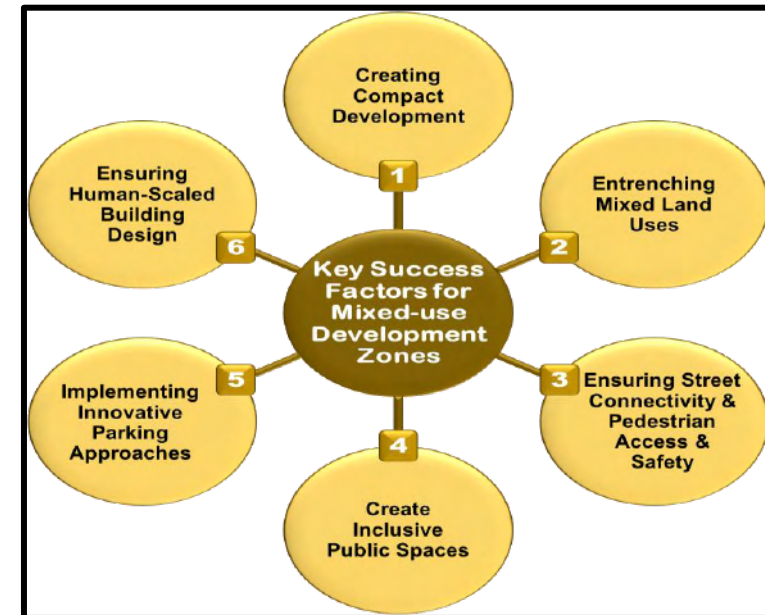 Key Success
Factors for
Mixed-use
Development
Zones
1
Creating
Compact
Development
2
Entrenching
Mixed Land
Uses
3
Ensuring Street
Connectivity &
Pedestrian
Access &
Safety
4
Create
Inclusive
Public Spaces
5
Implementing
Innovative
Parking
Approaches
6
Ensuring
Human-Scaled
Building
Design